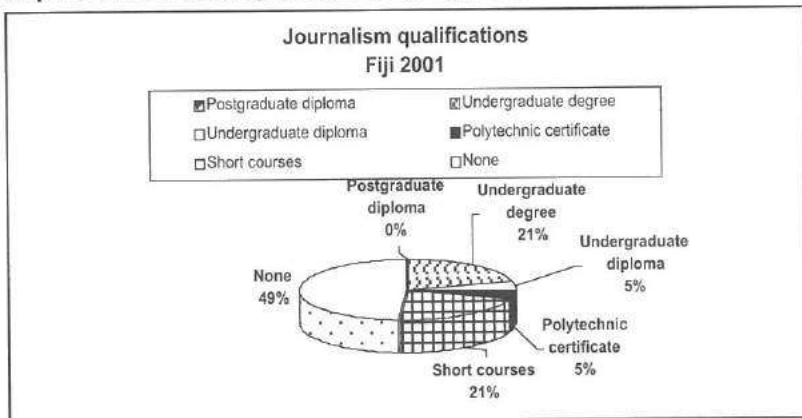 Journalism qualifications
Fiji 2001
Postgraduate diploma
Undergraduate degree
Undergraduate diploma
Polytechnic certificate
Short courses
None
Postgraduate
diploma
0%
Undergraduate
degree
21%
Undergraduate
diploma
5%
Polytechnic
certificate
5%
Short courses
21%
None
49%